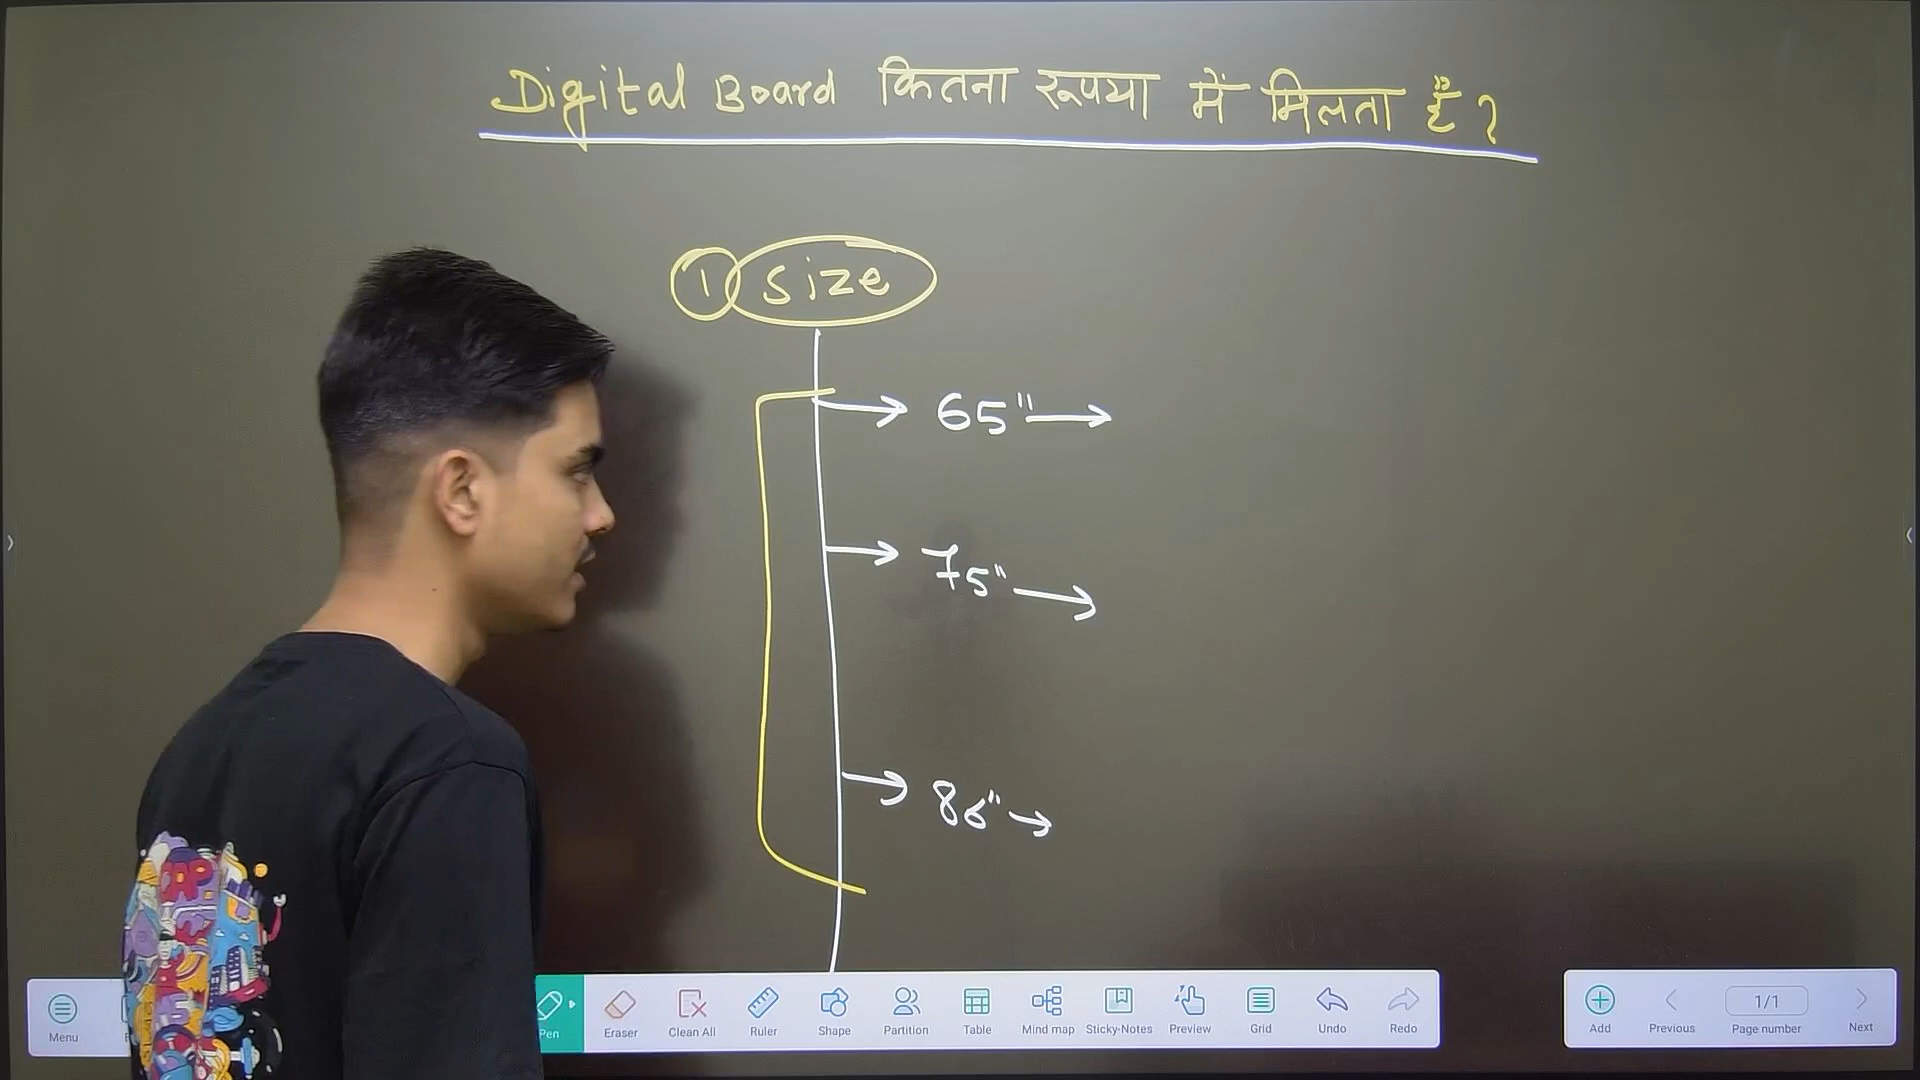 Digital Board कितना रूपया में मिलता है ?
1 Size
65"
75"
86"
Menu
Pen
Eraser
Clean All
Ruler
Shape
Partition
Table
Mind map
Sticky-Notes
Preview
Grid
Undo
Redo
Add
Previous
1/1
Page number
Next